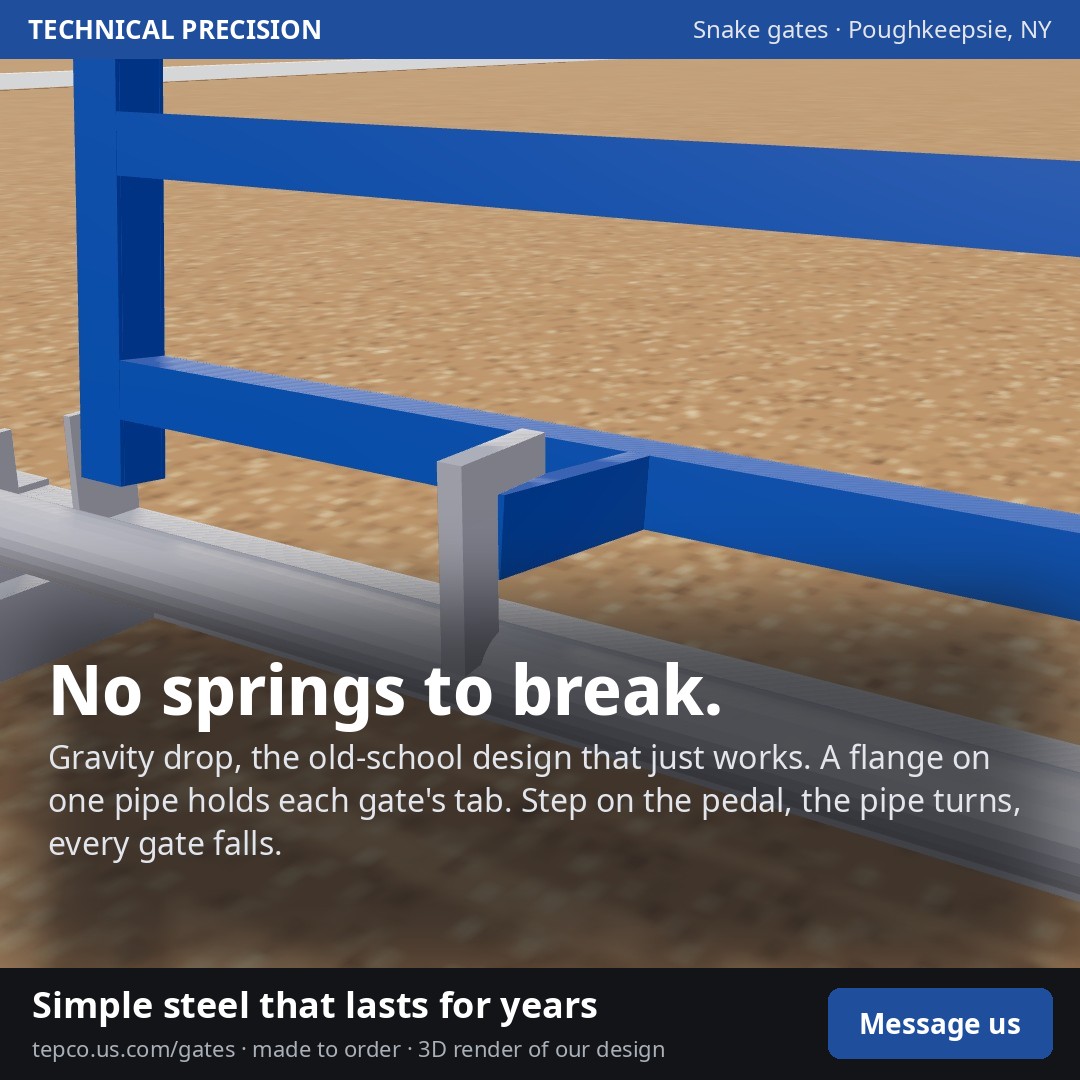 TECHNICAL PRECISION
Snake gates · Poughkeepsie, NY
No springs to break.
Gravity drop, the old-school design that just works. A flange on
one pipe holds each gate's tab. Step on the pedal, the pipe turns,
every gate falls.
Simple steel that lasts for years
tepco.us.com/gates · made to order · 3D render of our design
Message us